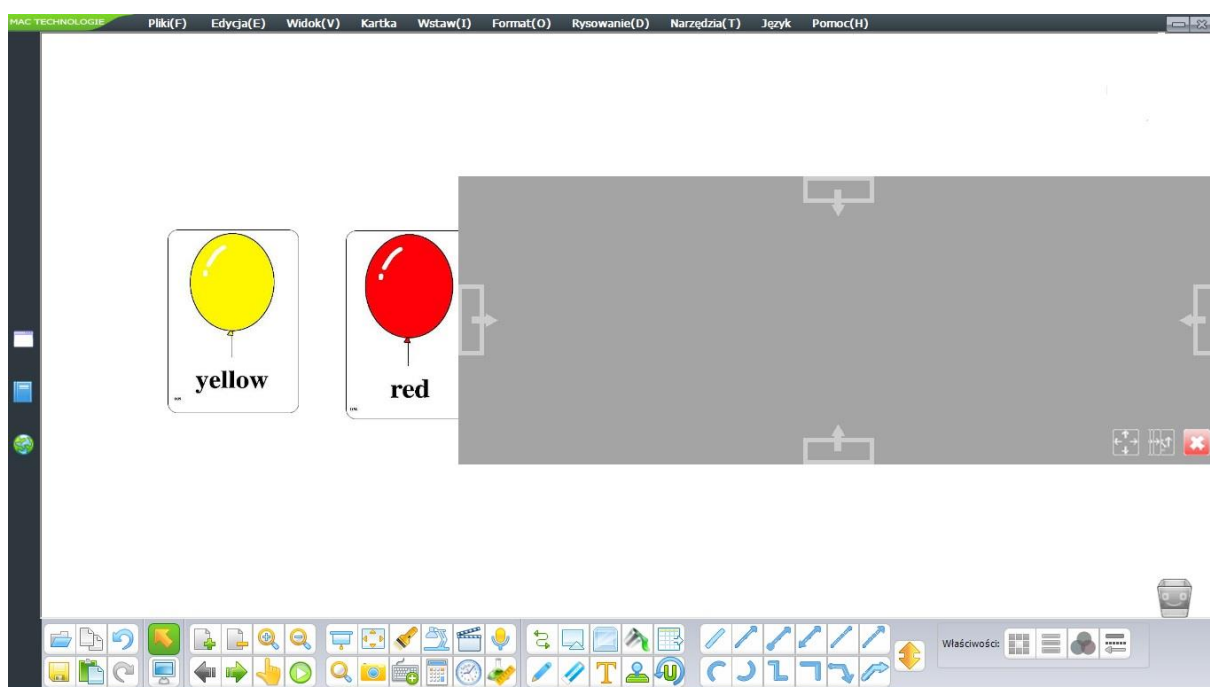 MAC TECHNOLOGIE Pliki(F) Edycja(E) Widok(V) Kartka Wstaw(I) Format(O) Rysowanie(D) Narzędzia(T) Język Pomoc(H)
yellow
red
Właściwości: